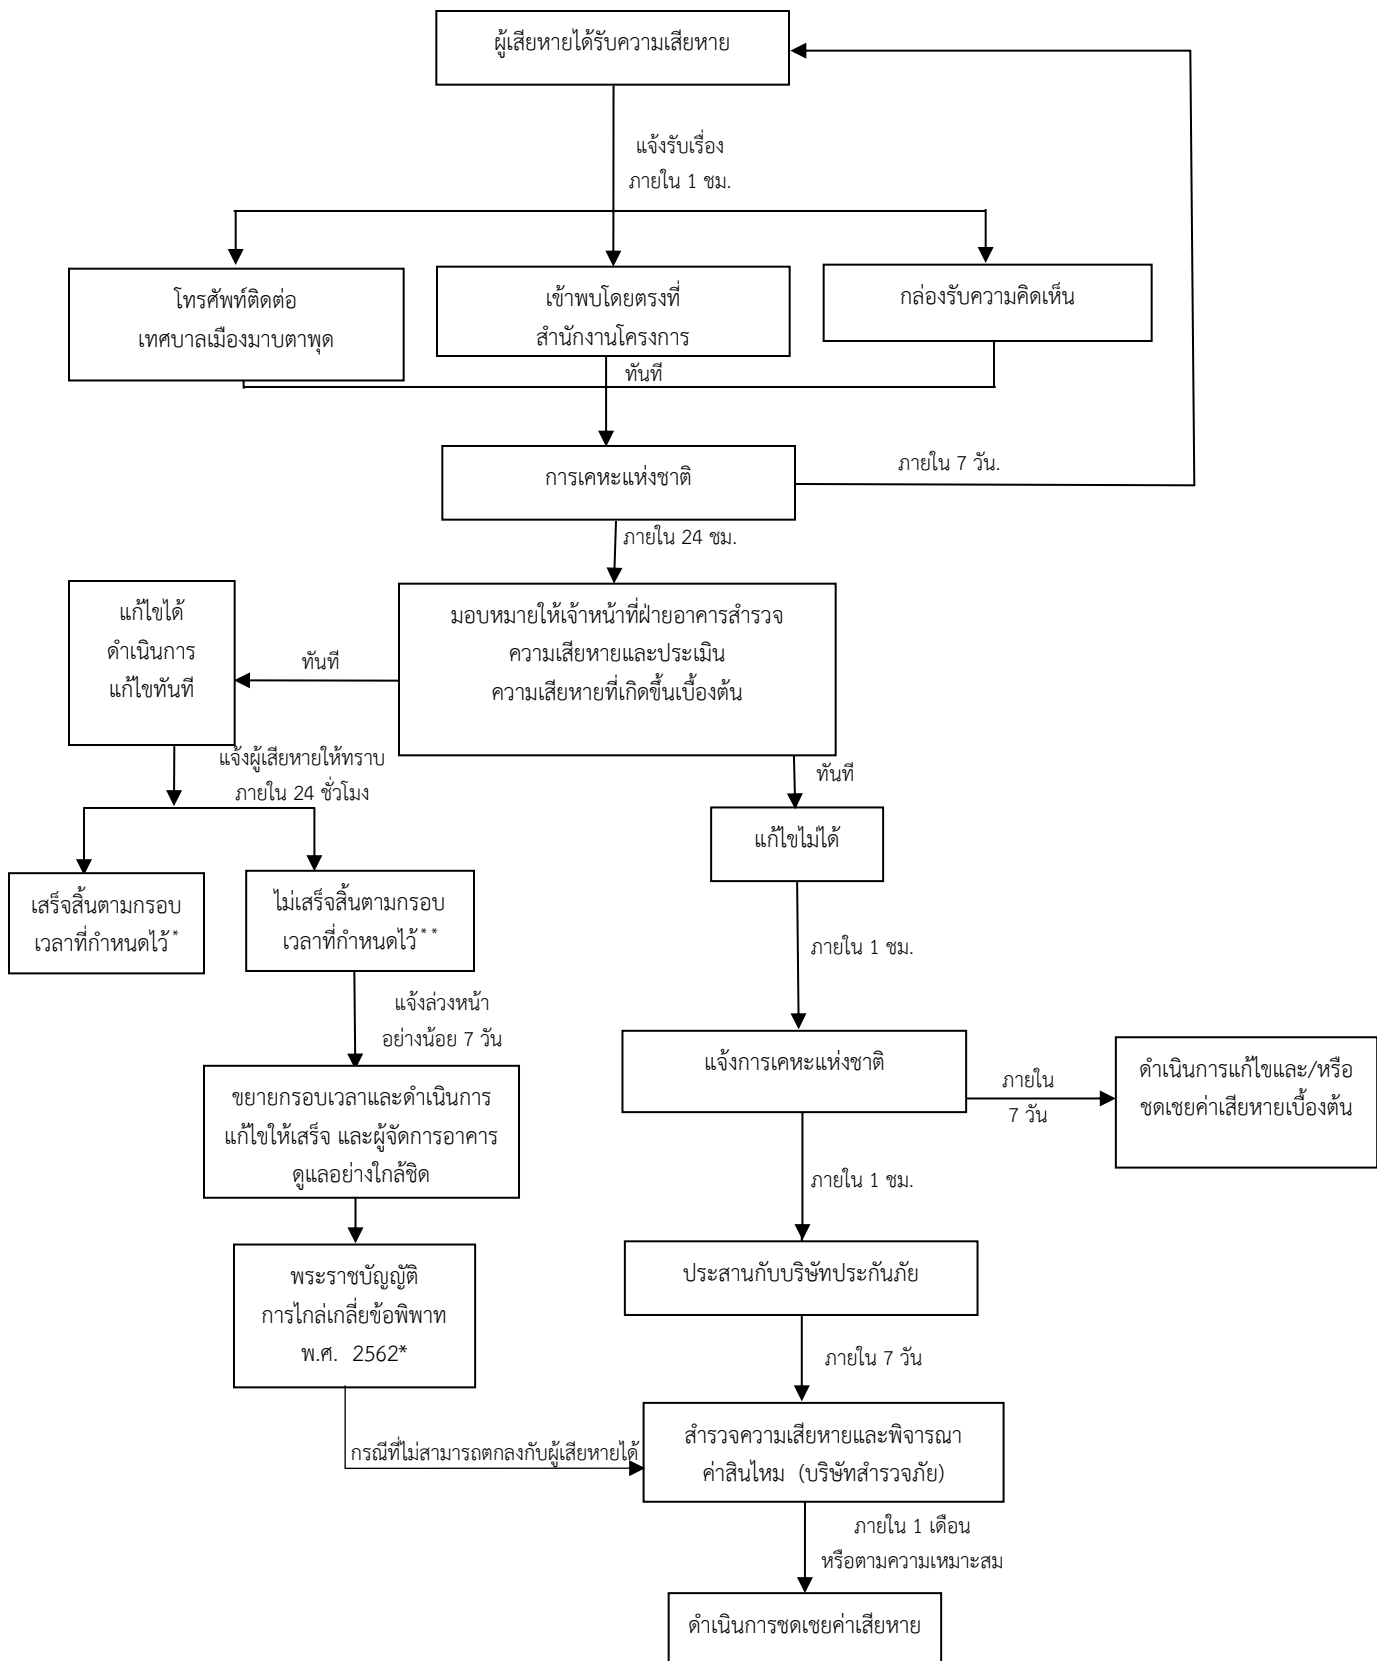 ผู้เสียหายได้รับความเสียหาย
แจ้งรับเรื่อง
ภายใน 1 ชม.
โทรศัพท์ติดต่อ
เทศบาลเมืองมาบตาพุด
เข้าพบโดยตรงที่
สำนักงานโครงการ
กล่องรับความคิดเห็น
ทันที
การเคหะแห่งชาติ
ภายใน 7 วัน.
ภายใน 24 ชม.
แก้ไขได้
ดำเนินการ
แก้ไขทันที
ทันที
มอบหมายให้เจ้าหน้าที่ฝ่ายอาคารสำรวจ
ความเสียหายและประเมิน
ความเสียหายที่เกิดขึ้นเบื้องต้น
แจ้งผู้เสียหายให้ทราบ
ภายใน 24 ชั่วโมง
ทันที
แก้ไขไม่ได้
เสร็จสิ้นตามกรอบ
เวลาที่กำหนดไว้*
ไม่เสร็จสิ้นตามกรอบ
เวลาที่กำหนดไว้**
ภายใน 1 ชม.
แจ้งล่วงหน้า
อย่างน้อย 7 วัน
แจ้งการเคหะแห่งชาติ
ภายใน
7 วัน
ดำเนินการแก้ไขและ/หรือ
ชดเชยค่าเสียหายเบื้องต้น
ขยายกรอบเวลาและดำเนินการ
แก้ไขให้เสร็จ และผู้จัดการอาคาร
ดูแลอย่างใกล้ชิด
ภายใน 1 ชม.
พระราชบัญญัติ
การไกล่เกลี่ยข้อพิพาท
พ.ศ. 2562*
ประสานกับบริษัทประกันภัย
ภายใน 7 วัน
กรณีที่ไม่สามารถตกลงกับผู้เสียหายได้
สำรวจความเสียหายและพิจารณา
ค่าสินไหม (บริษัทสำรวจภัย)
ภายใน 1 เดือน
หรือตามความเหมาะสม
ดำเนินการชดเชยค่าเสียหาย